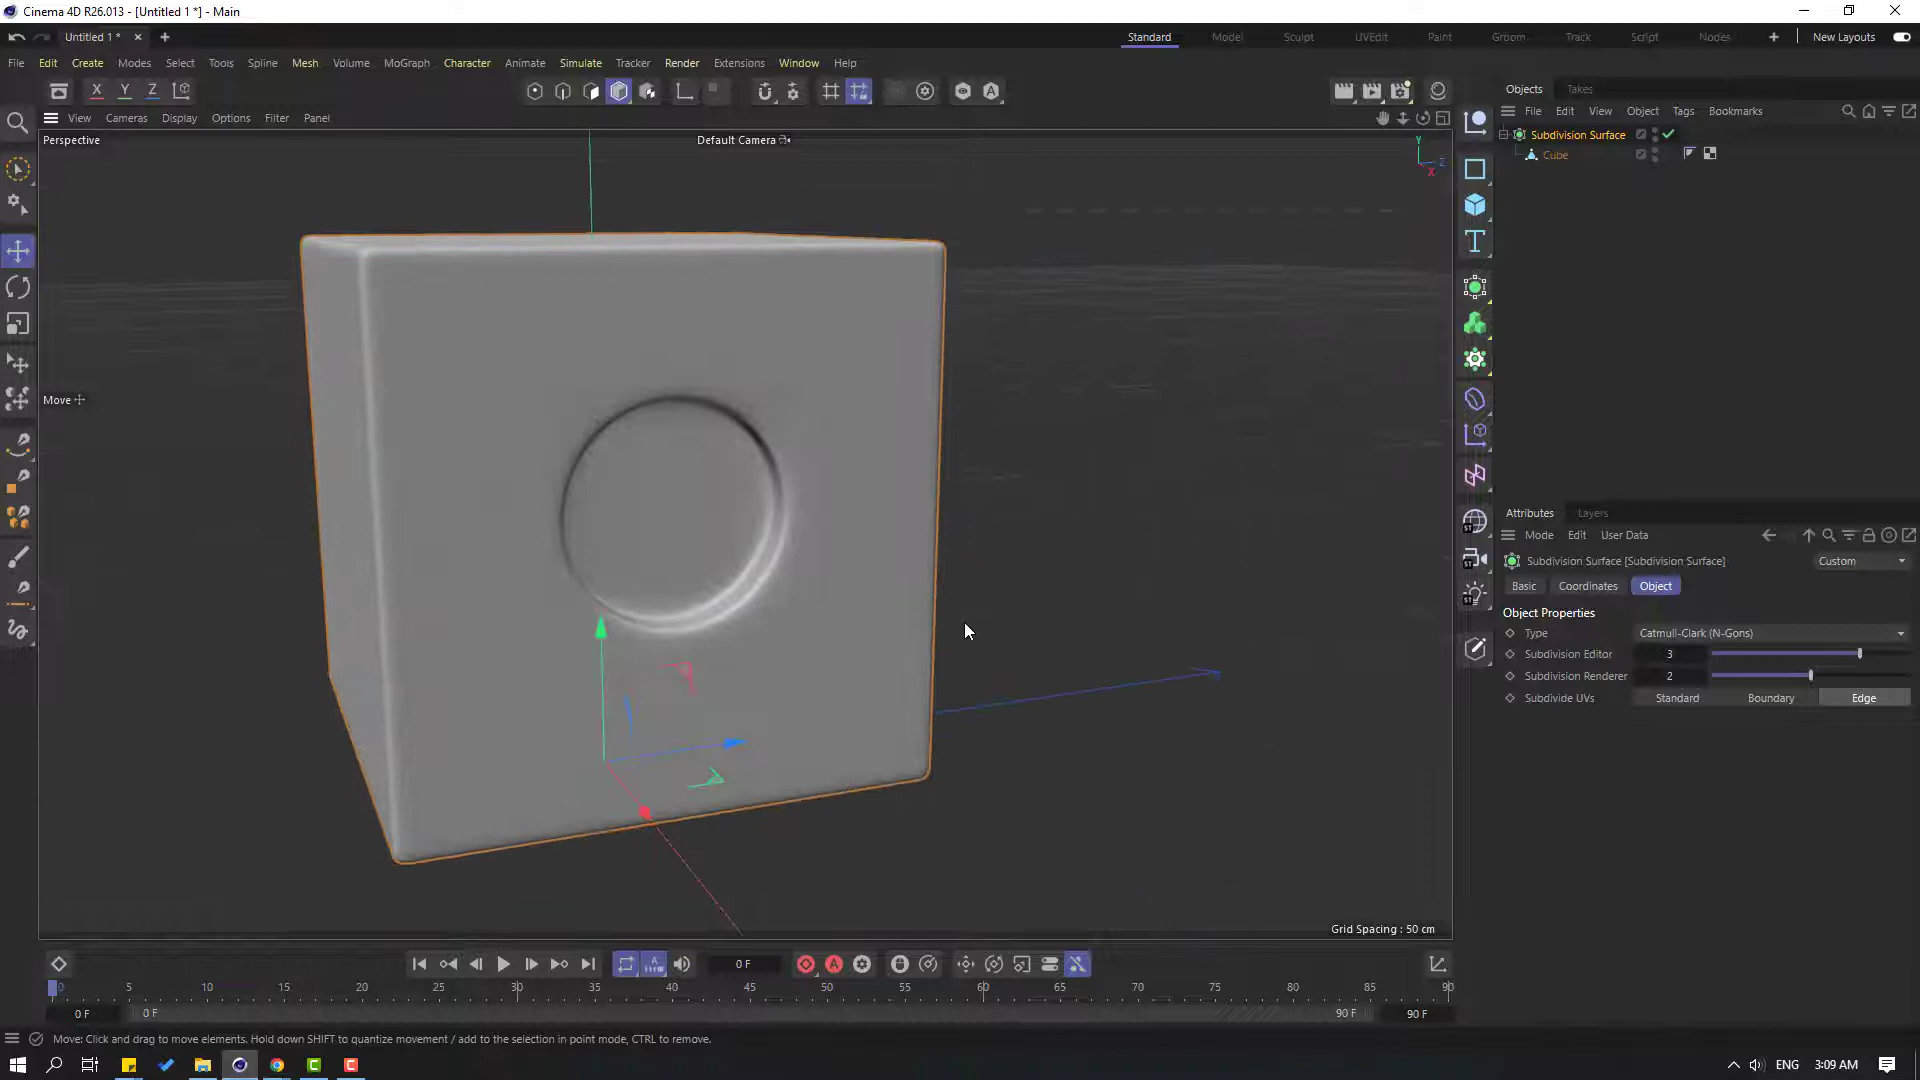 Cinema 4D R26.013 - [Untitled 1 *] - Main
Untitled 1 *
Standard Model Sculpt UVEdit Paint Groom Track Script Nodes New Layouts
File Edit Create Modes Select Tools Spline Mesh Volume MoGraph Character Animate Simulate Tracker Render Extensions Window Help
X Y Z
Objects Takes
View Cameras Display Options Filter Panel
File Edit View Object Tags Bookmarks
Perspective
Default Camera
Y
Z
X
Subdivision Surface
Cube
Move
Attributes Layers
Mode Edit User Data
Subdivision Surface [Subdivision Surface]
Custom
Basic Coordinates Object
Object Properties
Type Catmull-Clark (N-Gons)
Subdivision Editor 3
Subdivision Renderer 2
Subdivide UVs Standard Boundary Edge
ST
ST
ST
Grid Spacing : 50 cm
0 F
0 5 10 15 20 25 30 35 40 45 50 55 60 65 70 75 80 85 90
0 F 0 F 90 F 90 F
Move: Click and drag to move elements. Hold down SHIFT to quantize movement / add to the selection in point mode, CTRL to remove.
ENG 3:09 AM